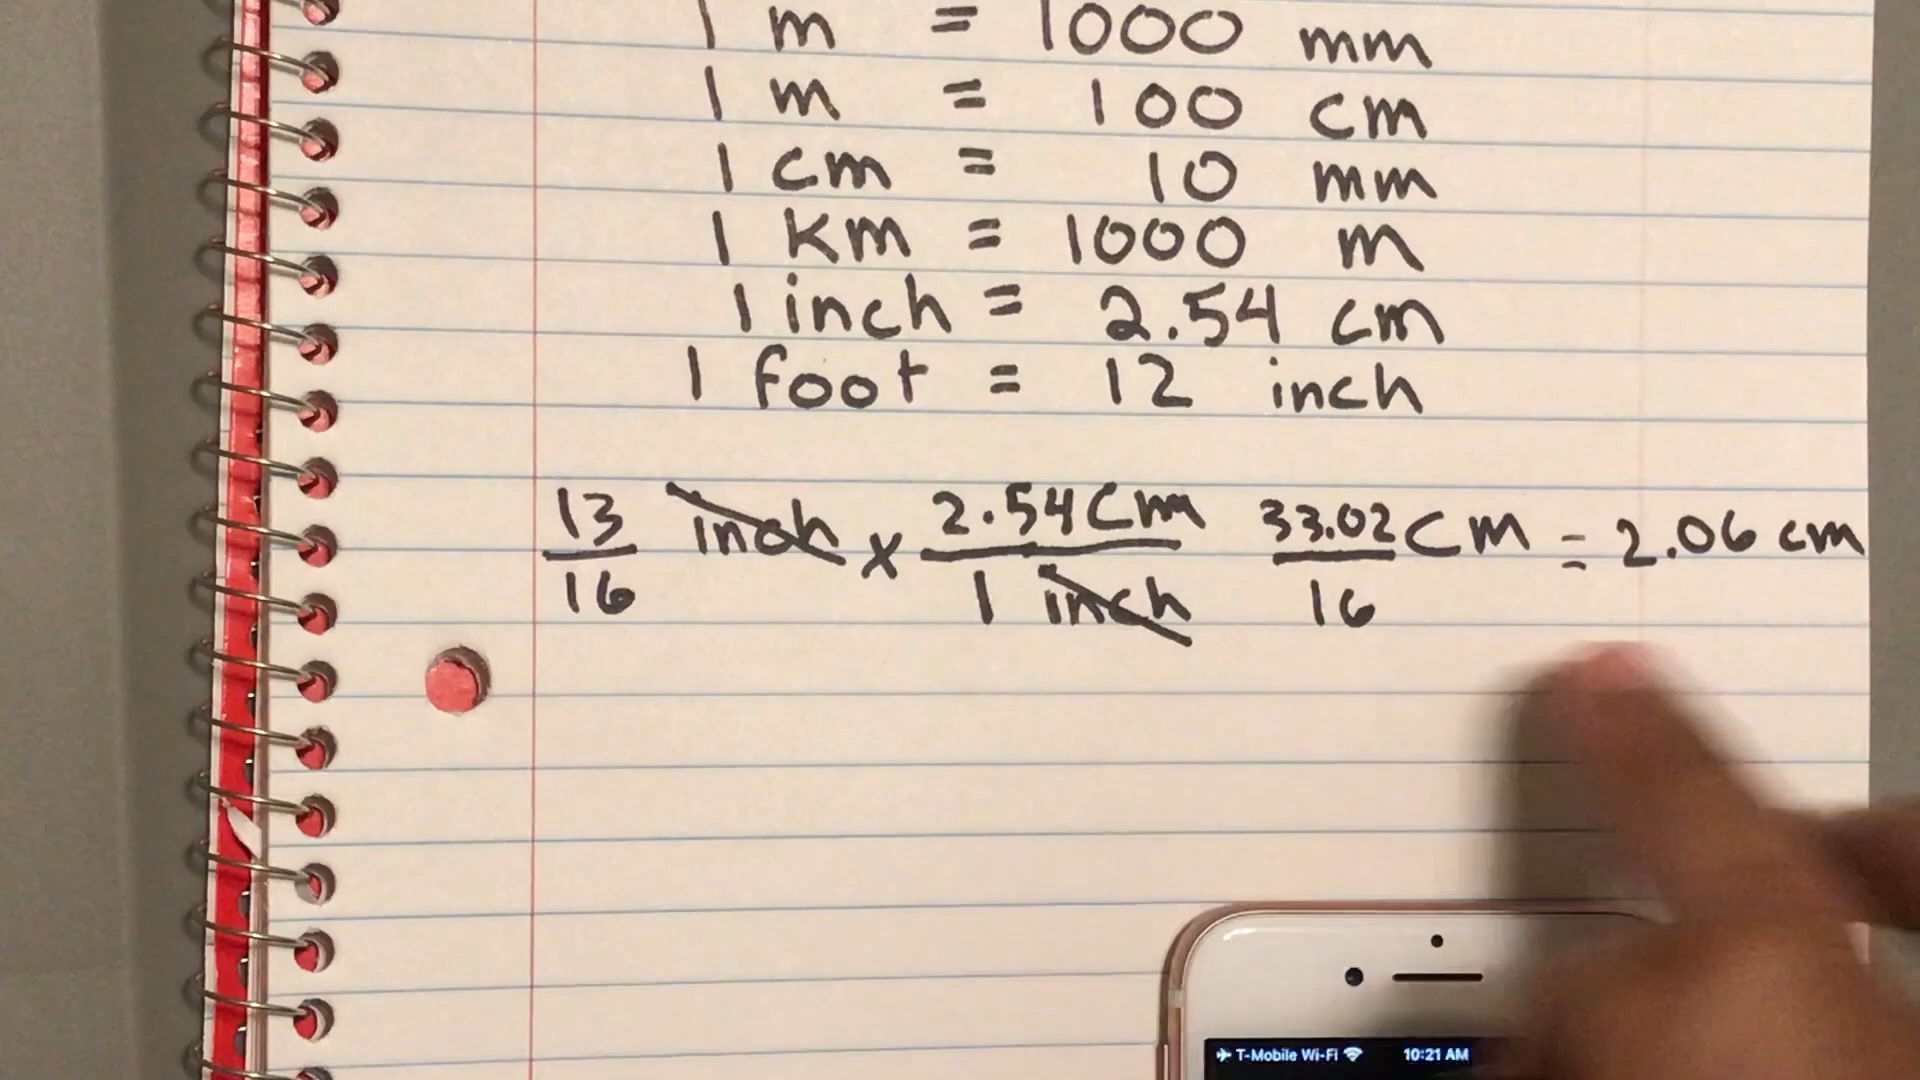 1 m = 1000 mm
1 m = 100 cm
1 cm = 10 mm
1 km = 1000 m
1 inch = 2.54 cm
1 foot = 12 inch
13/16 inch x 2.54 cm/1 inch 33.02/16 cm = 2.06 cm
T-Mobile Wi-Fi 10:21 AM